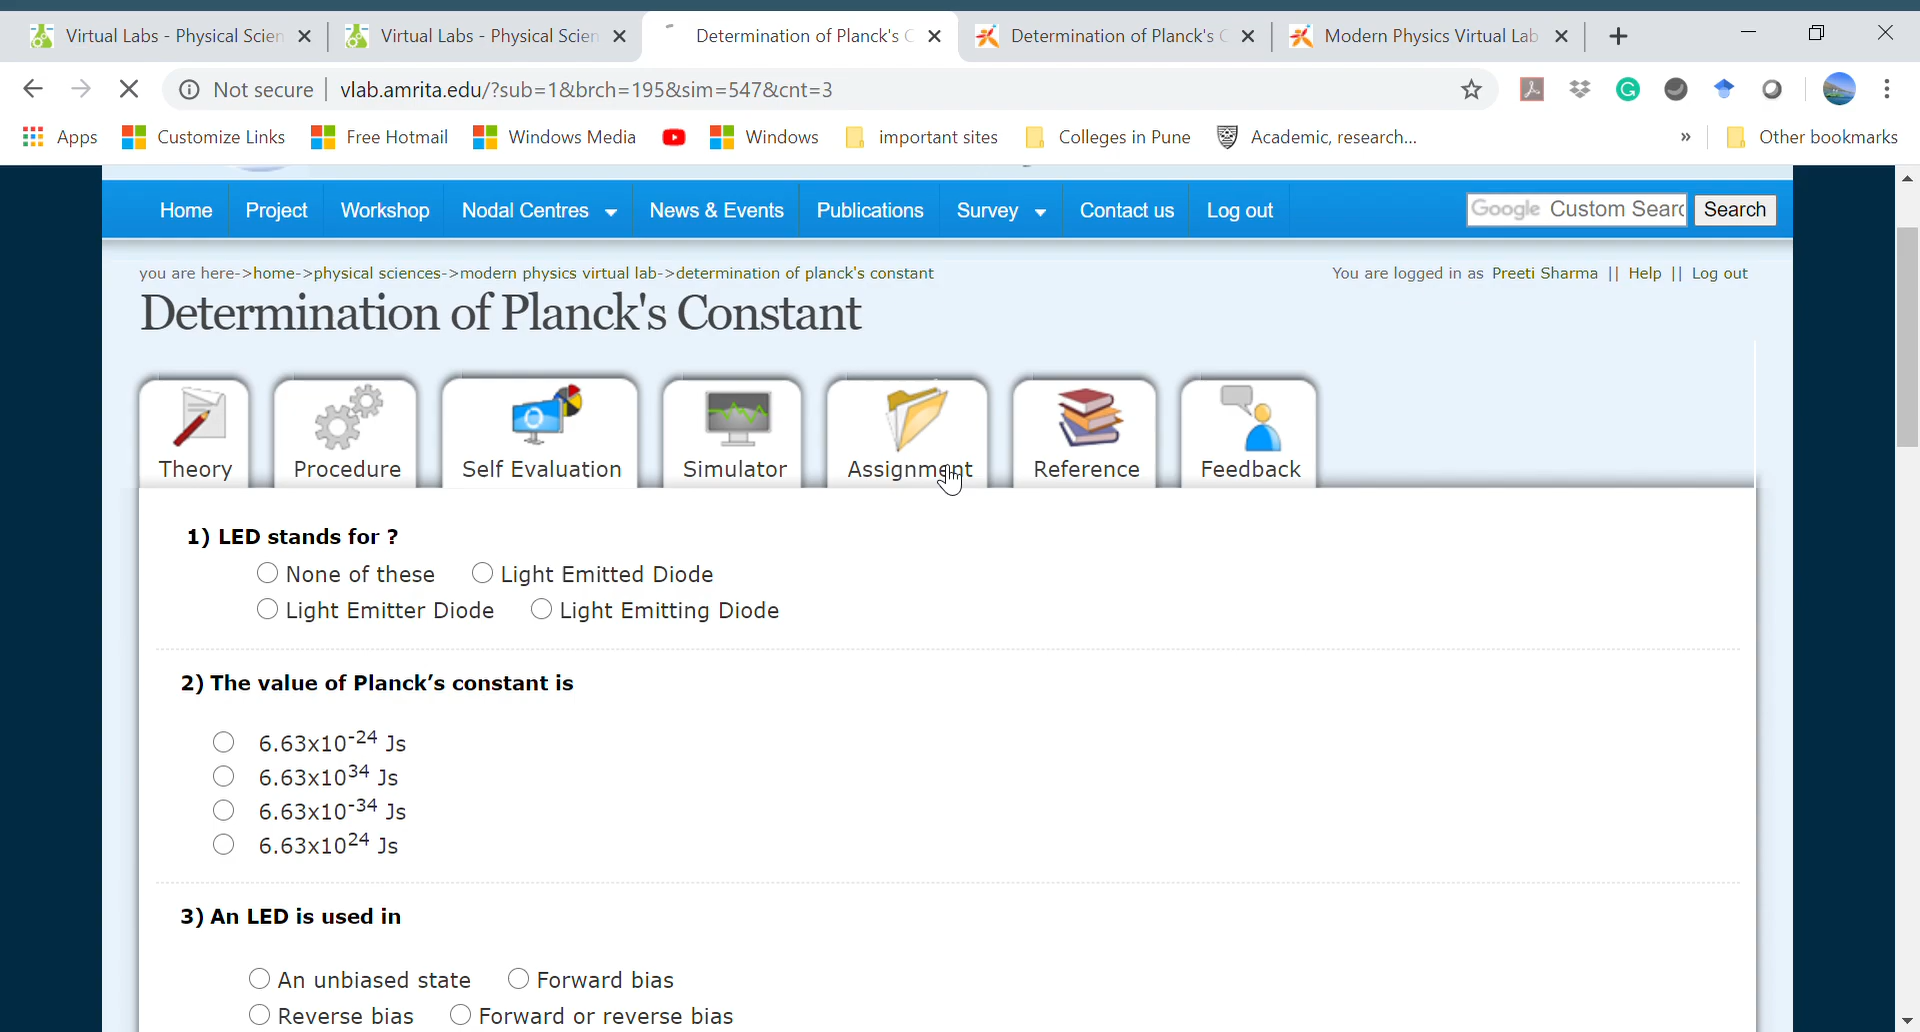 Virtual Labs - Physical Scien
Virtual Labs - Physical Scien
Determination of Planck's C
Determination of Planck's C
Modern Physics Virtual Lab
Not secure vlab.amrita.edu/?sub=1&brch=195&sim=547&cnt=3
Apps Customize Links Free Hotmail Windows Media Windows important sites Colleges in Pune Academic, research... » Other bookmarks
Home Project Workshop Nodal Centres News & Events Publications Survey Contact us Log out Google Custom Searc Search
you are here->home->physical sciences->modern physics virtual lab->determination of planck's constant You are logged in as Preeti Sharma || Help || Log out
Determination of Planck's Constant
Theory Procedure Self Evaluation Simulator Assignment Reference Feedback
1) LED stands for ?
None of these Light Emitted Diode
Light Emitter Diode Light Emitting Diode
2) The value of Planck’s constant is
6.63x10⁻²⁴ Js
6.63x10³⁴ Js
6.63x10⁻³⁴ Js
6.63x10²⁴ Js
3) An LED is used in
An unbiased state Forward bias
Reverse bias Forward or reverse bias